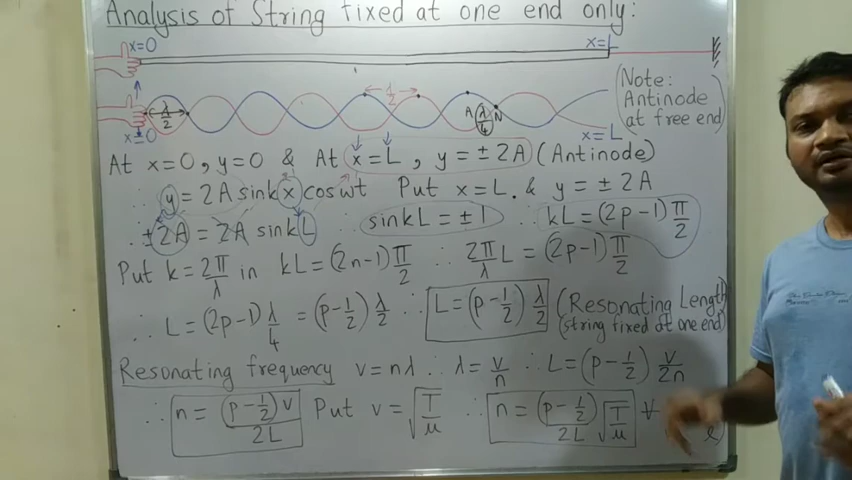 Analysis of String fixed at one end only:
x=0
x=L
λ/2
λ/2
A λ/4 N
x=0
x=L
(Note:
Antinode
at free end)
At x=0, y=0 & At x=L, y=±2A (Antinode)
∴ y = 2A sinkx cosωt Put x=L. & y=±2A
∴ ±2A = 2A sinkL ∴ sinkL = ±1 ∴ kL = (2p-1)π/2
Put k = 2π/λ in kL = (2n-1)π/2 ∴ 2π/λ L = (2p-1)π/2
∴ L = (2p-1)λ/4 = (p-1/2)λ/2 ∴ L = (p-1/2)λ/2 (Resonating Length
(string fixed at one end)
Resonating frequency v=nλ ∴ λ = v/n ∴ L = (p-1/2) v/2n
∴ n = (p-1/2)v/2L Put v = √T/μ ∴ n = (p-1/2)/2L √T/μ